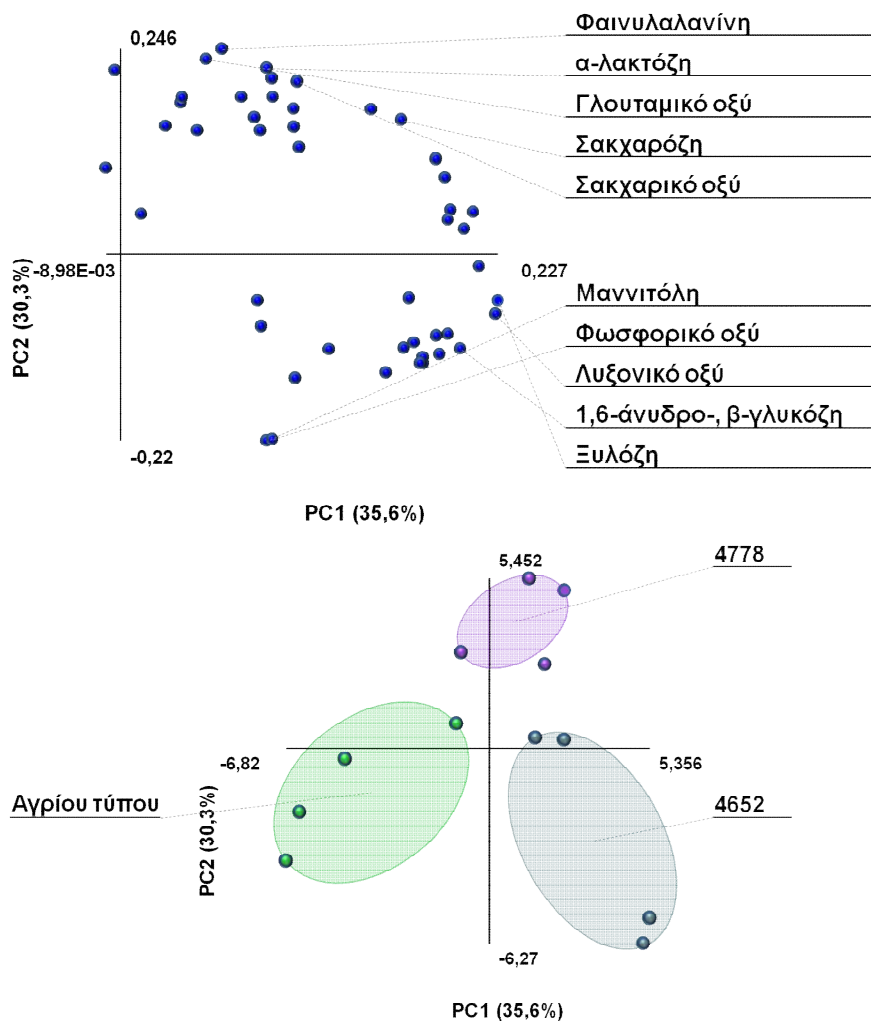 0,246
Φαινυλαλανίνη
α-λακτόζη
Γλουταμικό οξύ
Σακχαρόζη
Σακχαρικό οξύ
-8,98E-03
0,227
PC2 (30,3%)
Μαννιτόλη
Φωσφορικό οξύ
Λυξονικό οξύ
1,6-άνυδρο-, β-γλυκόζη
Ξυλόζη
-0,22
PC1 (35,6%)
5,452
4778
-6,82
5,356
Αγρίου τύπου
4652
PC2 (30,3%)
-6,27
PC1 (35,6%)